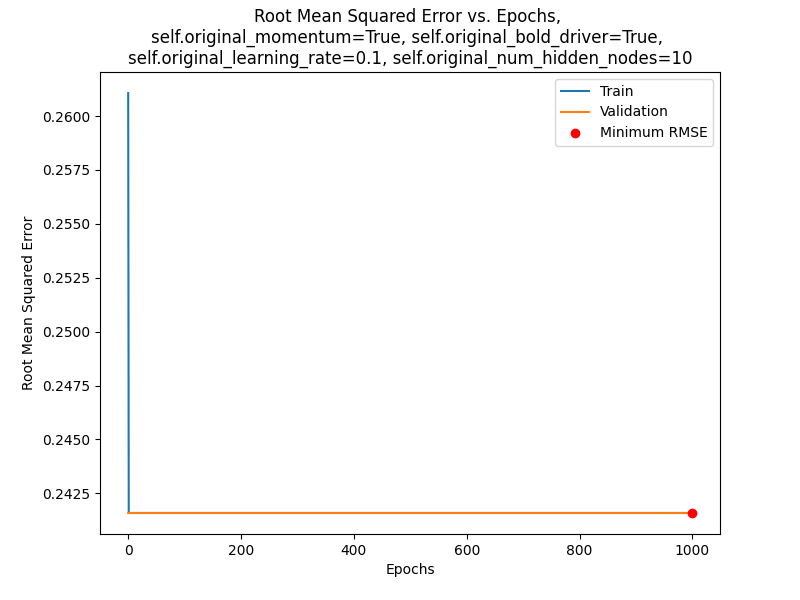 Root Mean Squared Error vs. Epochs,
self.original_momentum=True, self.original_bold_driver=True,
self.original_learning_rate=0.1, self.original_num_hidden_nodes=10
Train
Validation
Minimum RMSE
Root Mean Squared Error
0.2600
0.2575
0.2550
0.2525
0.2500
0.2475
0.2450
0.2425
0 200 400 600 800 1000
Epochs